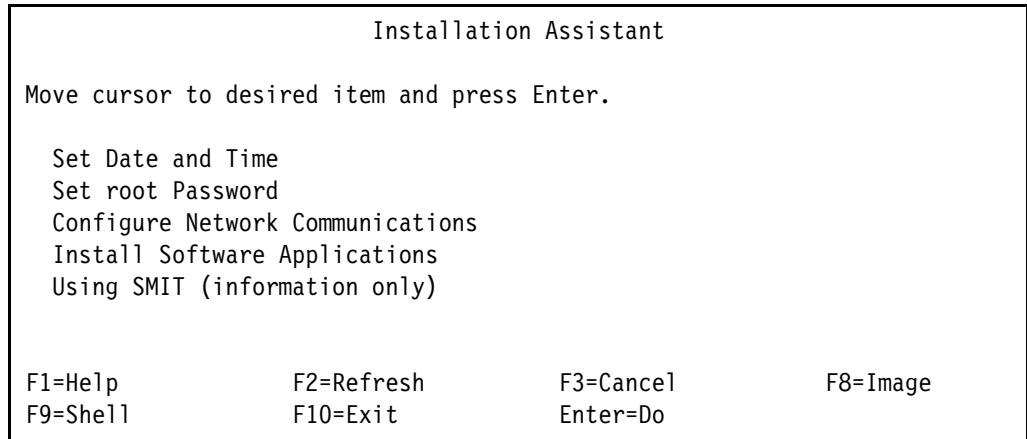 Installation Assistant
Move cursor to desired item and press Enter.
Set Date and Time
Set root Password
Configure Network Communications
Install Software Applications
Using SMIT (information only)
F1=Help F2=Refresh F3=Cancel F8=Image
F9=Shell F10=Exit Enter=Do